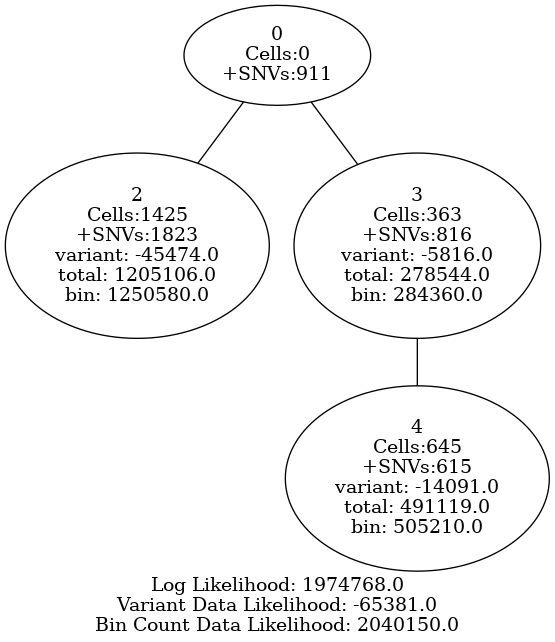 0
Cells:0
+SNVs:911
2
Cells:1425
+SNVs:1823
variant: -45474.0
total: 1205106.0
bin: 1250580.0
3
Cells:363
+SNVs:816
variant: -5816.0
total: 278544.0
bin: 284360.0
4
Cells:645
+SNVs:615
variant: -14091.0
total: 491119.0
bin: 505210.0
Log Likelihood: 1974768.0
Variant Data Likelihood: -65381.0
Bin Count Data Likelihood: 2040150.0